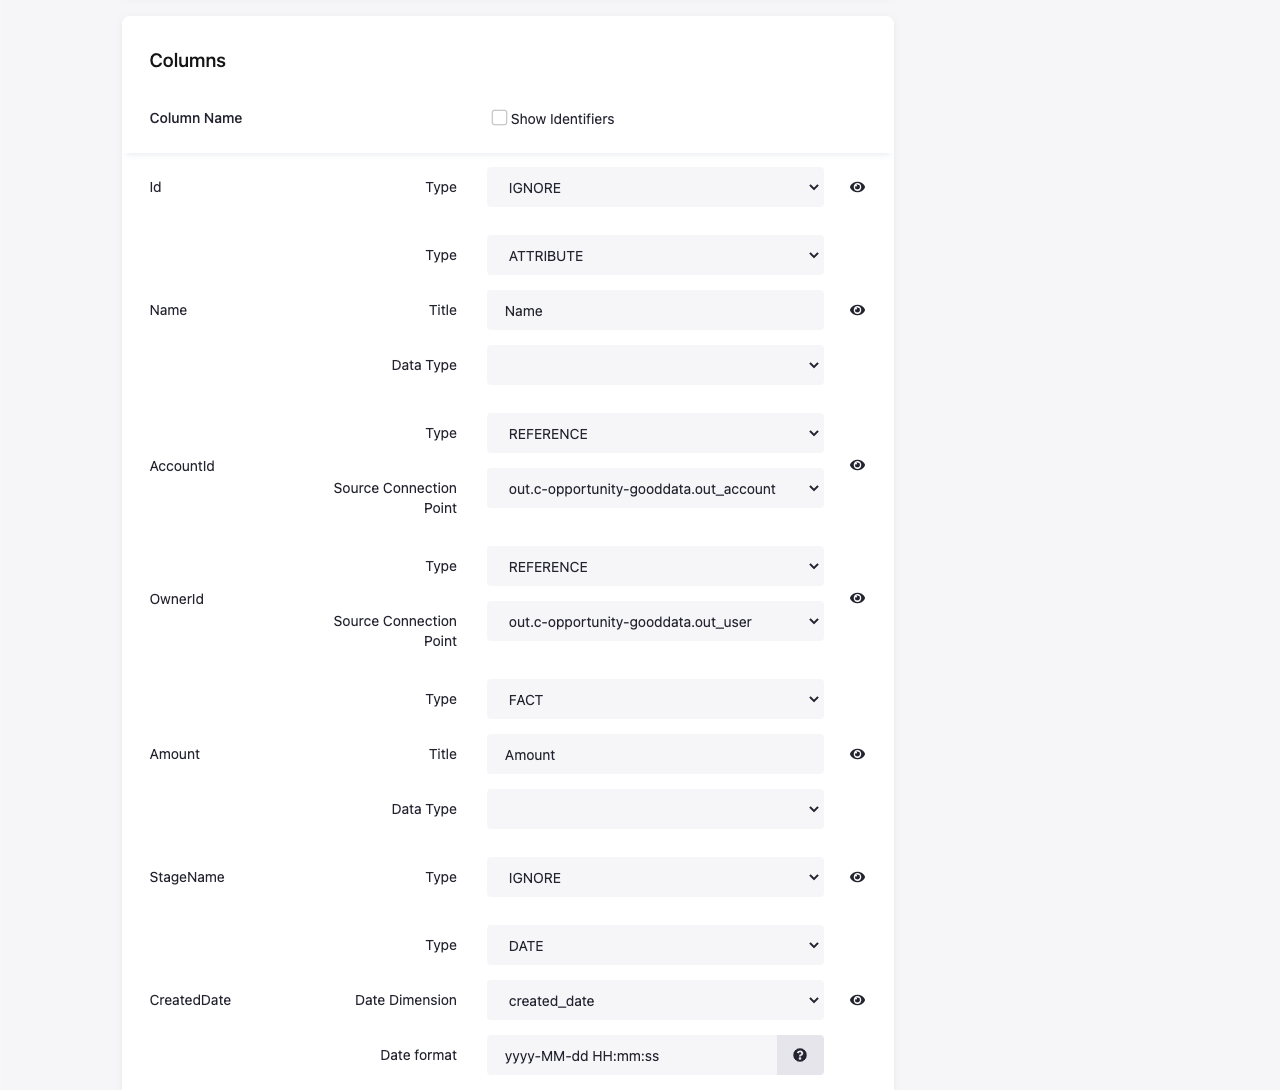 Columns
Column Name
Show Identifiers
Id
Type
IGNORE
Type
ATTRIBUTE
Name
Title
Name
Data Type
Type
REFERENCE
AccountId
Source Connection
Point
out.c-opportunity-gooddata.out_account
Type
REFERENCE
OwnerId
Source Connection
Point
out.c-opportunity-gooddata.out_user
Type
FACT
Amount
Title
Amount
Data Type
StageName
Type
IGNORE
Type
DATE
CreatedDate
Date Dimension
created_date
Date format
yyyy-MM-dd HH:mm:ss